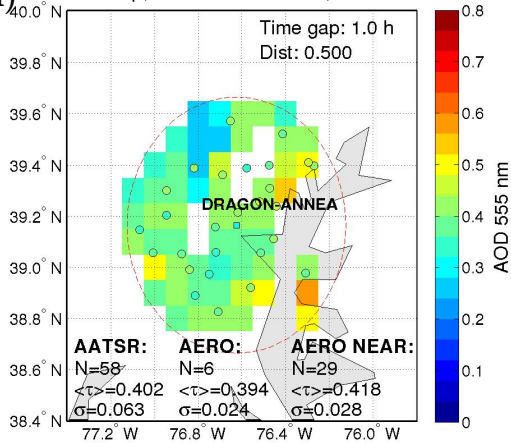 Time gap: 1.0 h
Dist: 0.500
40.0° N
39.8° N
39.6° N
39.4° N
39.2° N
39.0° N
38.8° N
38.6° N
38.4° N
DRAGON-ANNEA
AATSR: AERO: AERO NEAR:
N=58 N=6 N=29
<τ>=0.402 <τ>=0.394 <τ>=0.418
σ=0.063 σ=0.024 σ=0.028
77.2° W 76.8° W 76.4° W 76.0° W
0.8
0.7
0.6
0.5
0.4
0.3
0.2
0.1
0
AOD 555 nm